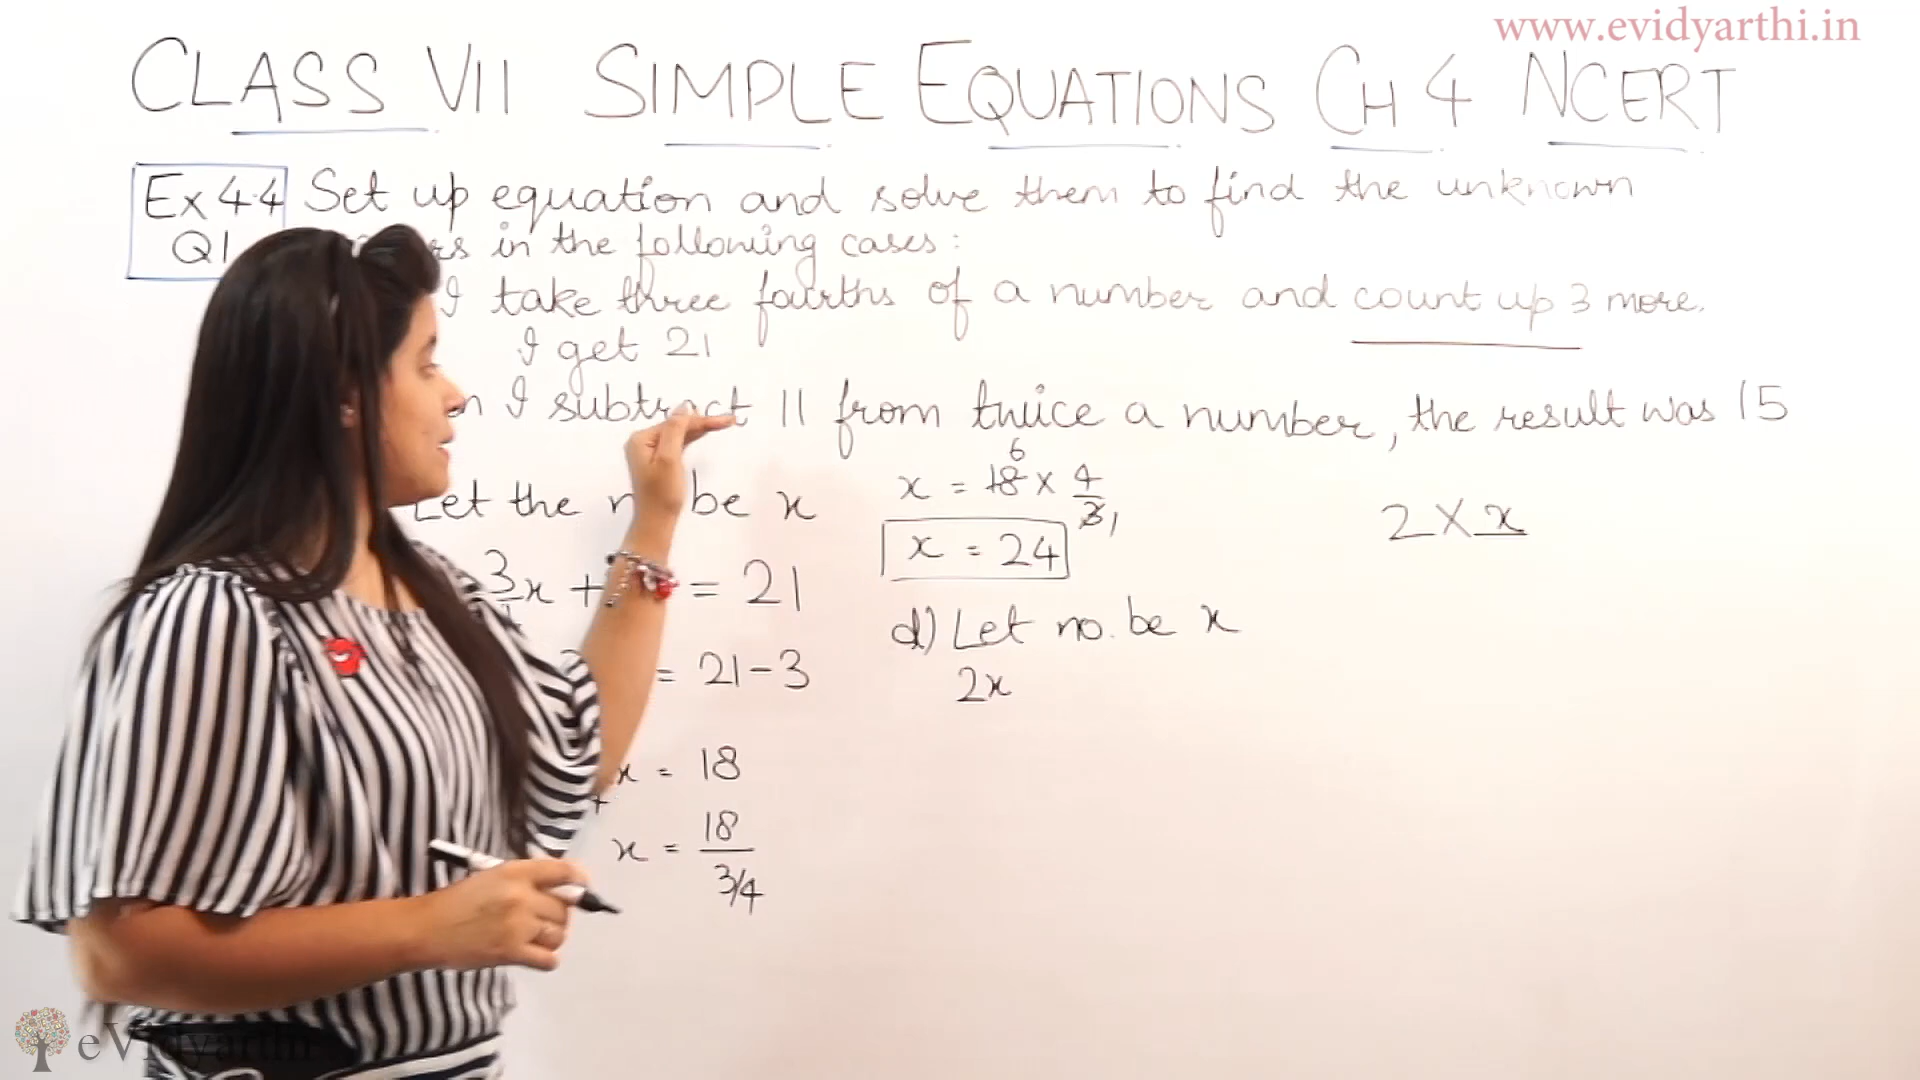 www.evidyarthi.in
CLASS VII SIMPLE EQUATIONS CH 4 NCERT
Ex 4.4 Set up equation and solve them to find the unknown
Q1 in the following cases:
I take three fourths of a number and count up 3 more.
I get 21
I subtract 11 from twice a number, the result was 15
Let the be x
3x + = 21
= 21-3
x = 18
x = 18
3/4
6
x = 18 × 4
3 1
x = 24
d) Let no. be x
2x
2 × x
eVidyarthi